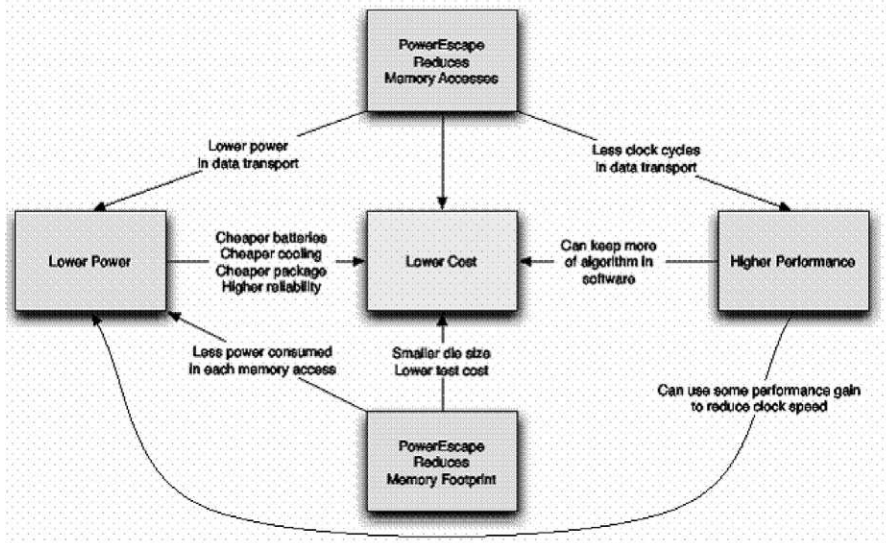 PowerEscape
Reduces
Memory Accesses
Lower power
in data transport
Less clock cycles
in data transport
Lower Power
Cheaper batteries
Cheaper cooling
Cheaper package
Higher reliability
Lower Cost
Can keep more
of algorithm in
software
Higher Performance
Less power consumed
in each memory access
Smaller die size
Lower test cost
Can use some performance gain
to reduce clock speed
PowerEscape
Reduces
Memory Footprint